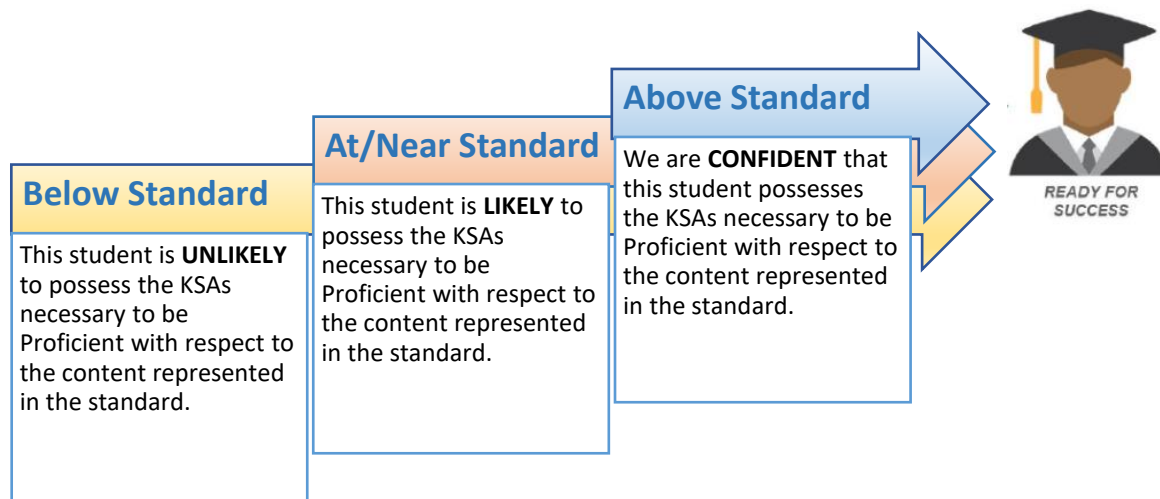 Below Standard
This student is UNLIKELY
to possess the KSAs
necessary to be
Proficient with respect to
the content represented
in the standard.
At/Near Standard
This student is LIKELY to
possess the KSAs
necessary to be
Proficient with respect to
the content represented
in the standard.
Above Standard
We are CONFIDENT that
this student possesses
the KSAs necessary to be
Proficient with respect to
the content represented
in the standard.
READY FOR
SUCCESS